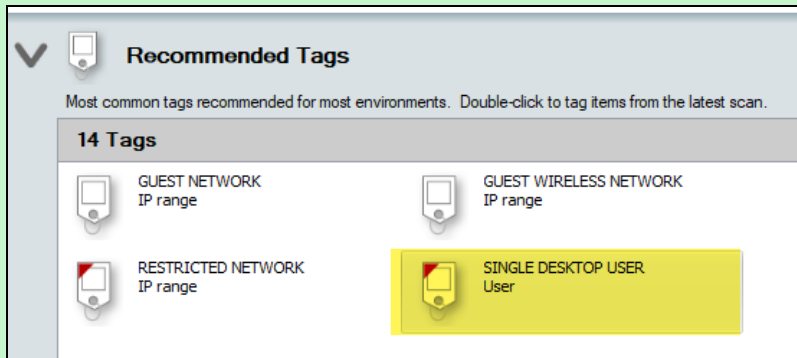 Recommended Tags
Most common tags recommended for most environments. Double-click to tag items from the latest scan.
14 Tags
GUEST NETWORK
IP range
GUEST WIRELESS NETWORK
IP range
RESTRICTED NETWORK
IP range
SINGLE DESKTOP USER
User